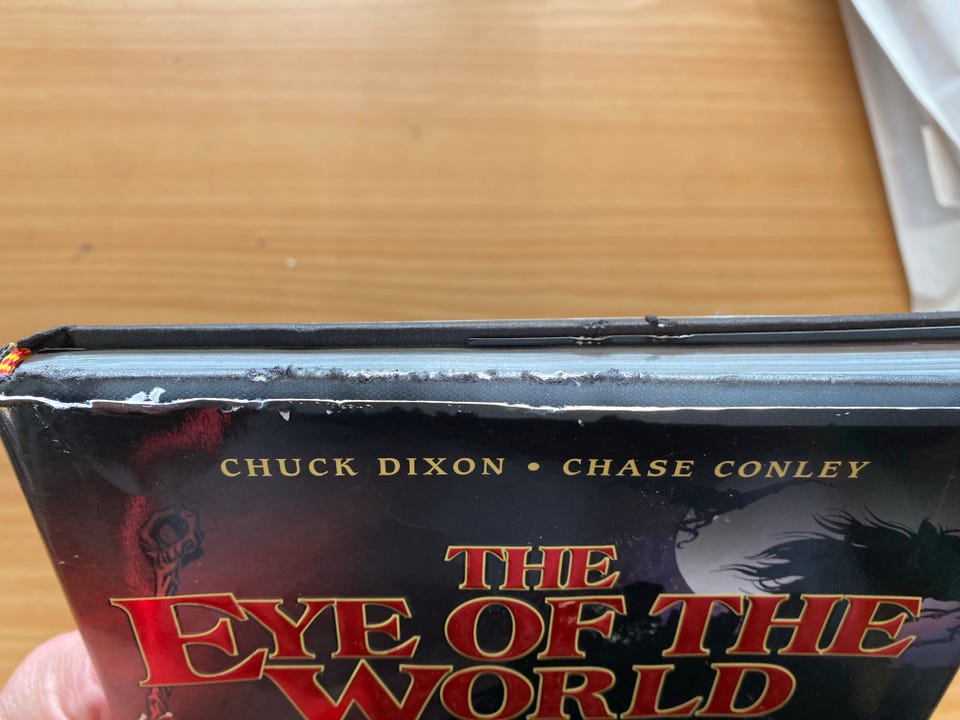 CHUCK DIXON • CHASE CONLEY
THE
EYE OF THE
WORLD